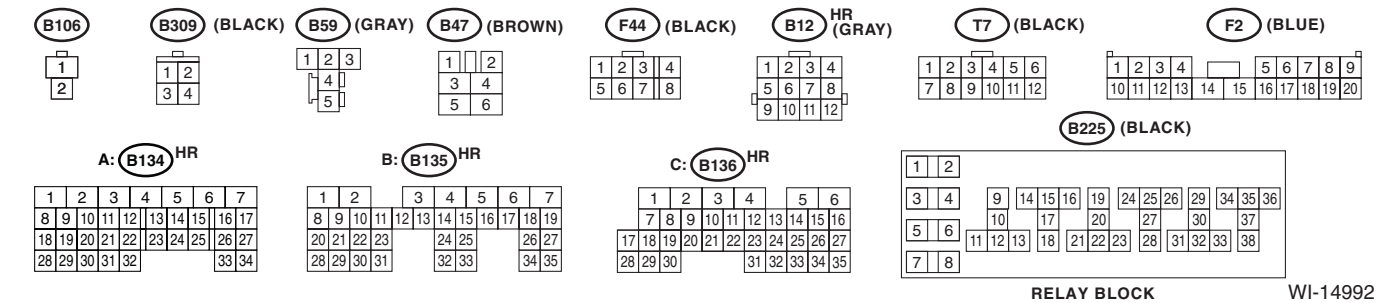 B106 B309 (BLACK) B59 (GRAY) B47 (BROWN) F44 (BLACK) B12 HR (GRAY) T7 (BLACK) F2 (BLUE)
1
2
1 2
3 4
1 2 3
4
5
1 2
3 4
5 6
1 2 3 4
5 6 7 8
1 2 3 4
5 6 7 8
9 10 11 12
1 2 3 4 5 6
7 8 9 10 11 12
1 2 3 4 5 6 7 8 9
10 11 12 13 14 15 16 17 18 19 20
A: B134 HR
1 2 3 4 5 6 7
8 9 10 11 12 13 14 15 16 17
18 19 20 21 22 23 24 25 26 27
28 29 30 31 32 33 34
B: B135 HR
1 2 3 4 5 6 7
8 9 10 11 12 13 14 15 16 17 18 19
20 21 22 23 24 25 26 27
28 29 30 31 32 33 34 35
C: B136 HR
1 2 3 4 5 6
7 8 9 10 11 12 13 14 15 16
17 18 19 20 21 22 23 24 25 26 27
28 29 30 31 32 33 34 35
B225 (BLACK)
1 2
3 4 9 14 15 16 19 24 25 26 29 34 35 36
10 17 20 27 30 37
5 6 11 12 13 18 21 22 23 28 31 32 33 38
7 8
RELAY BLOCK
WI-14992